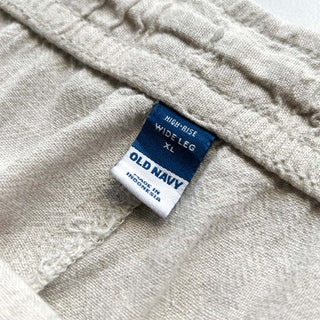 HIGH-RISE
WIDE LEG
XL
OLD NAVY
MADE IN
INDONESIA